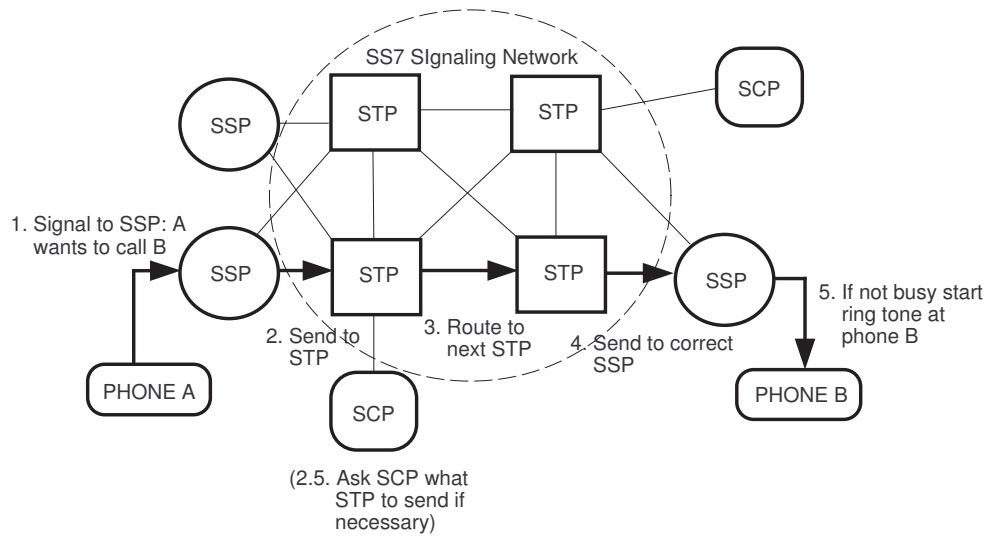 SS7 SIgnaling Network
STP
STP
SCP
SSP
1. Signal to SSP: A
wants to call B
SSP
STP
STP
SSP
2. Send to
STP
3. Route to
next STP
4. Send to correct
SSP
5. If not busy start
ring tone at
phone B
PHONE A
SCP
PHONE B
(2.5. Ask SCP what
STP to send if
necessary)